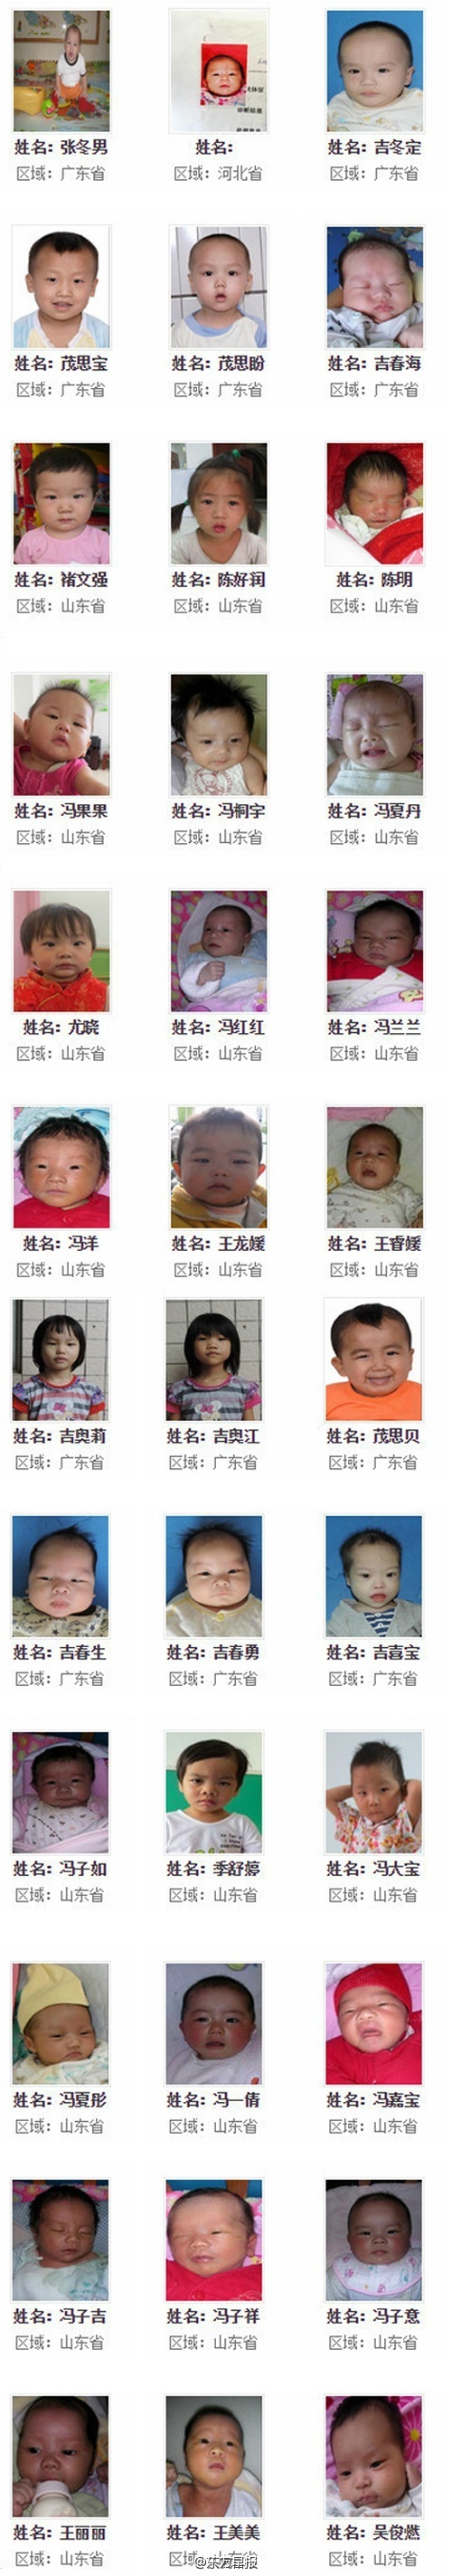 大体征
诊断结果
姓名：张冬男 姓名： 姓名：吉冬定
区域：广东省 区域：河北省 区域：广东省
姓名：茂思宝 姓名：茂思盼 姓名：吉春海
区域：广东省 区域：广东省 区域：广东省
姓名：褚文强 姓名：陈好润 姓名：陈明
区域：山东省 区域：山东省 区域：山东省
姓名：冯果果 姓名：冯桐宇 姓名：冯夏丹
区域：山东省 区域：山东省 区域：山东省
姓名：尤晓 姓名：冯红红 姓名：冯兰兰
区域：山东省 区域：山东省 区域：山东省
姓名：冯洋 姓名：王龙媛 姓名：王睿媛
区域：山东省 区域：山东省 区域：山东省
姓名：吉奥莉 姓名：吉奥江 姓名：茂思贝
区域：广东省 区域：广东省 区域：广东省
姓名：吉春生 姓名：吉春勇 姓名：吉喜宝
区域：广东省 区域：广东省 区域：广东省
姓名：冯子如 姓名：季舒婷 姓名：冯大宝
区域：山东省 区域：山东省 区域：山东省
姓名：冯夏彤 姓名：冯一倩 姓名：冯嘉宝
区域：山东省 区域：山东省 区域：山东省
姓名：冯子吉 姓名：冯子祥 姓名：冯子意
区域：山东省 区域：山东省 区域：山东省
姓名：王丽丽 姓名：王美美 姓名：吴俊燃
区域：山东省 区域：山东省 区域：山东省
@东方早报